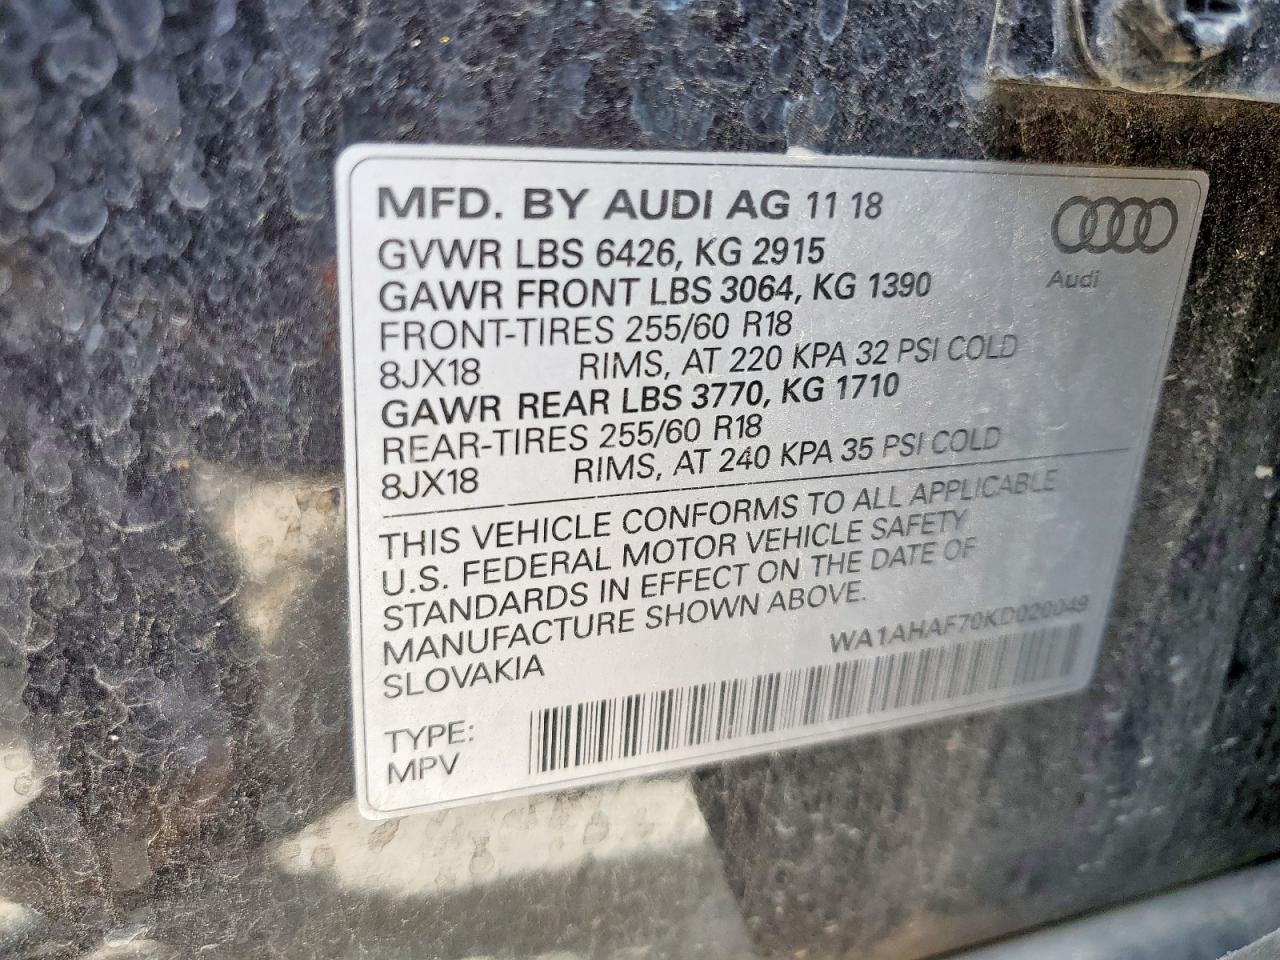 MFD. BY AUDI AG 11 18
GVWR LBS 6426, KG 2915
GAWR FRONT LBS 3064, KG 1390
FRONT-TIRES 255/60 R18
8JX18 RIMS, AT 220 KPA 32 PSI COLD
GAWR REAR LBS 3770, KG 1710
REAR-TIRES 255/60 R18
8JX18 RIMS, AT 240 KPA 35 PSI COLD
Audi
THIS VEHICLE CONFORMS TO ALL APPLICABLE
U.S. FEDERAL MOTOR VEHICLE SAFETY
STANDARDS IN EFFECT ON THE DATE OF
MANUFACTURE SHOWN ABOVE.
SLOVAKIA
WA1AHAF70KD020049
TYPE:
MPV